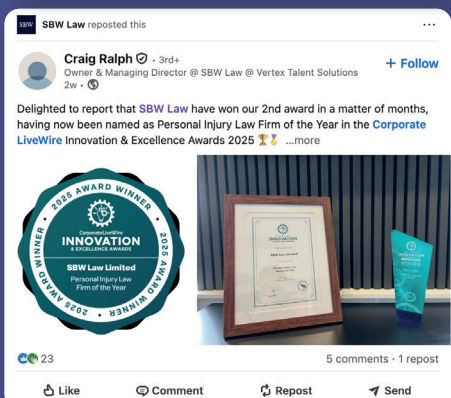 SBW
SBW Law reposted this
Craig Ralph · 3rd+
Owner & Managing Director @ SBW Law @ Vertex Talent Solutions
2w ·
+ Follow
Delighted to report that SBW Law have won our 2nd award in a matter of months,
having now been named as Personal Injury Law Firm of the Year in the Corporate
LiveWire Innovation & Excellence Awards 2025 🏆🏅 ...more
2025 AWARD WINNER · 2025 AWARD WINNER · 2025 AWARD WINNER ·
CorporateLiveWire
INNOVATION
& EXCELLENCE AWARDS
SBW Law Limited
Personal Injury Law
Firm of the Year
INNOVATION
SBW Law Limited
23
5 comments · 1 repost
Like
Comment
Repost
Send